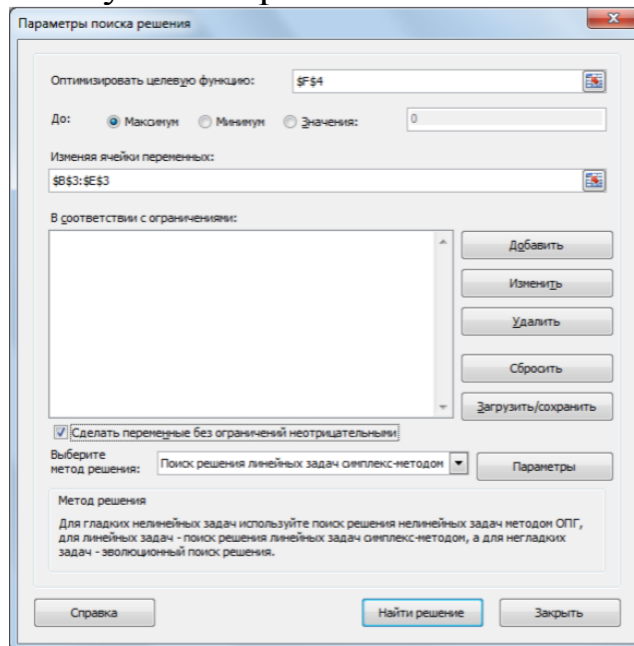 Параметры поиска решения
Оптимизировать целевую функцию:
$F$4
До:
Максимум
Минимум
Значения:
0
Изменяя ячейки переменных:
$B$3:$E$3
В соответствии с ограничениями:
Добавить
Изменить
Удалить
Сбросить
Загрузить/сохранить
Сделать переменные без ограничений неотрицательными
Выберите
метод решения:
Поиск решения линейных задач симплекс-методом
Параметры
Метод решения
Для гладких нелинейных задач используйте поиск решения нелинейных задач методом ОПГ,
для линейных задач - поиск решения линейных задач симплекс-методом, а для негладких
задач - эволюционный поиск решения.
Справка
Найти решение
Закрыть